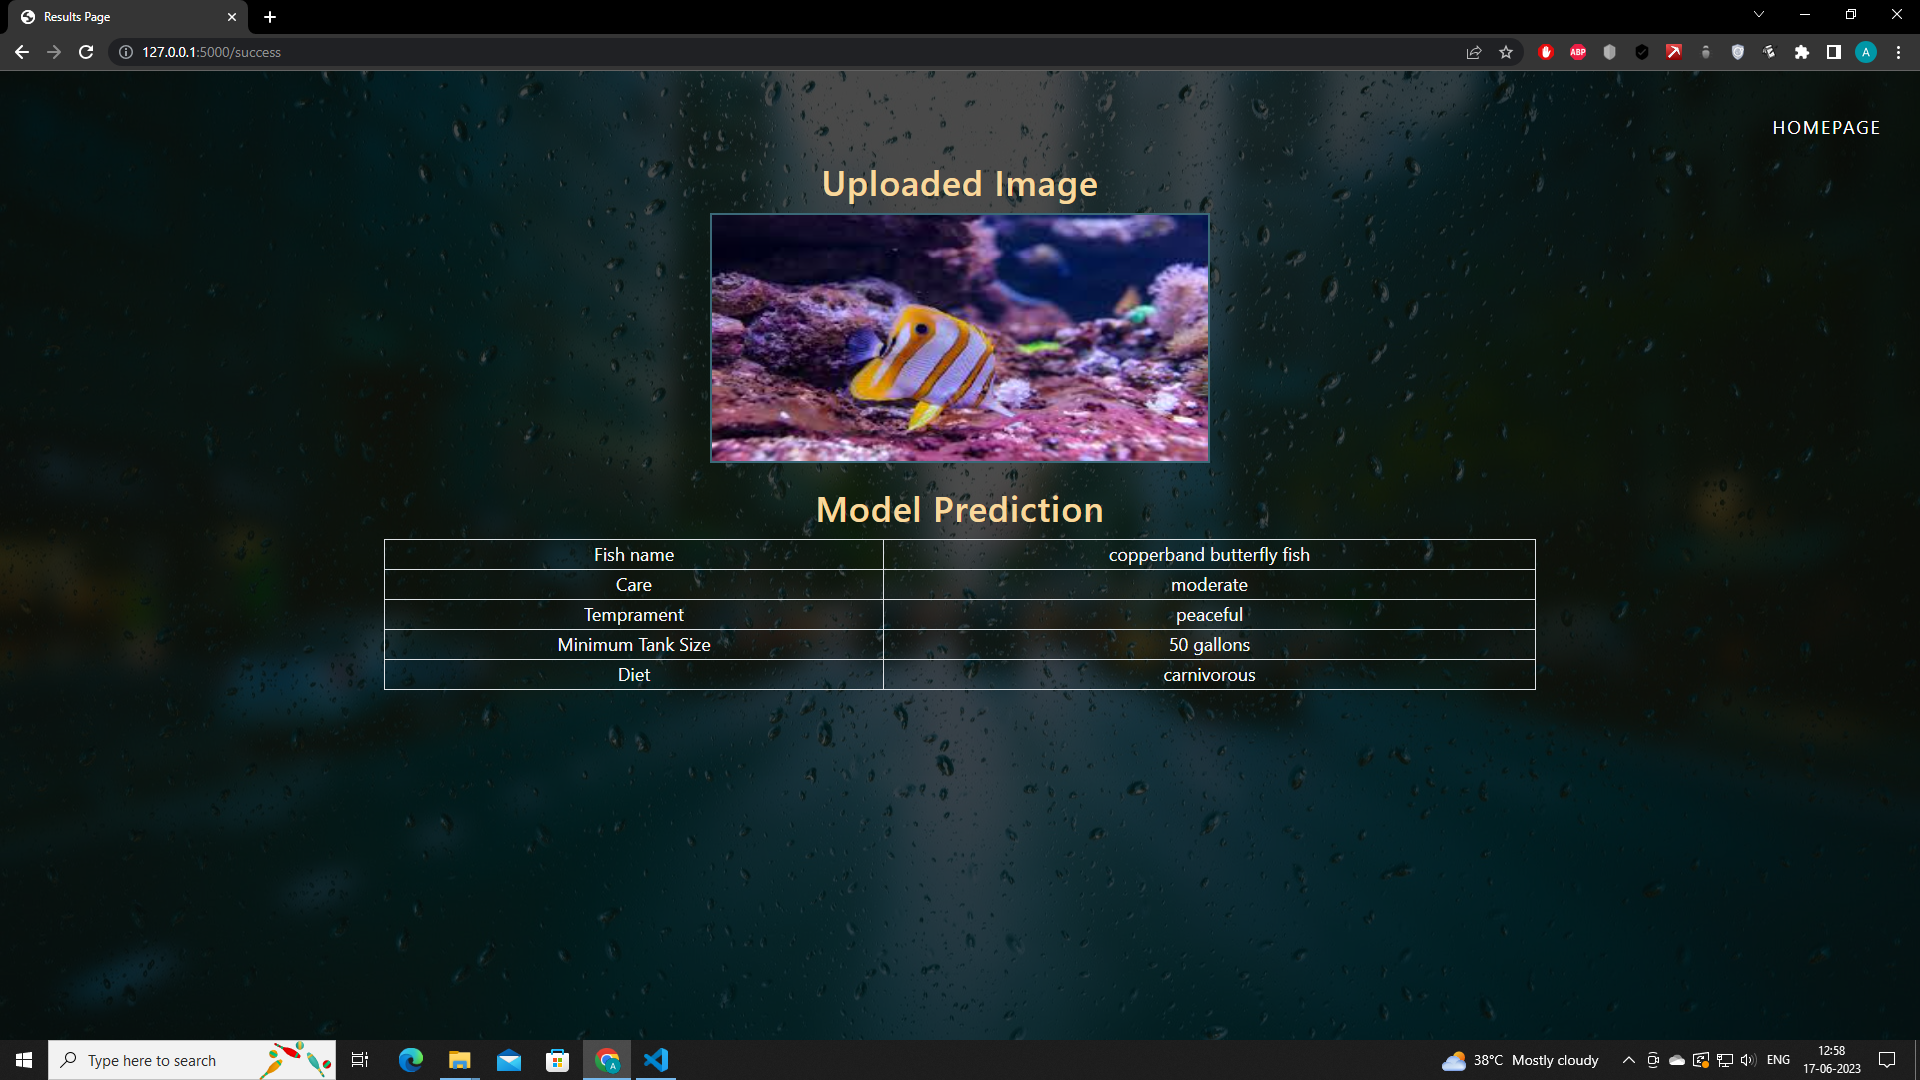 Results Page
127.0.0.1:5000/success
ABP
A
HOMEPAGE
Uploaded Image
Model Prediction
Fish name copperband butterfly fish
Care moderate
Temprament peaceful
Minimum Tank Size 50 gallons
Diet carnivorous
Type here to search
A
38°C Mostly cloudy
ENG
12:58
17-06-2023